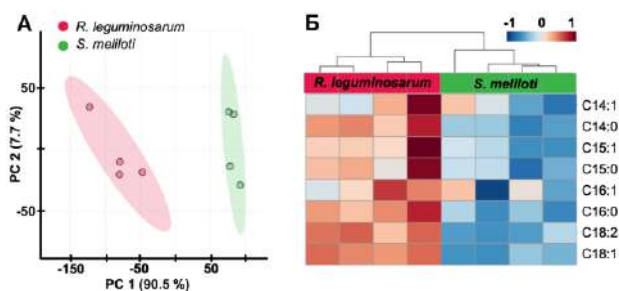 А
R. leguminosarum
S. meliloti
PC 2 (7.7 %)
50
-50
-150
-50
50
PC 1 (90.5 %)
Б
-1 0 1
R. leguminosarum S. meliloti
C14:1
C14:0
C15:1
C15:0
C16:1
C16:0
C18:2
C18:1